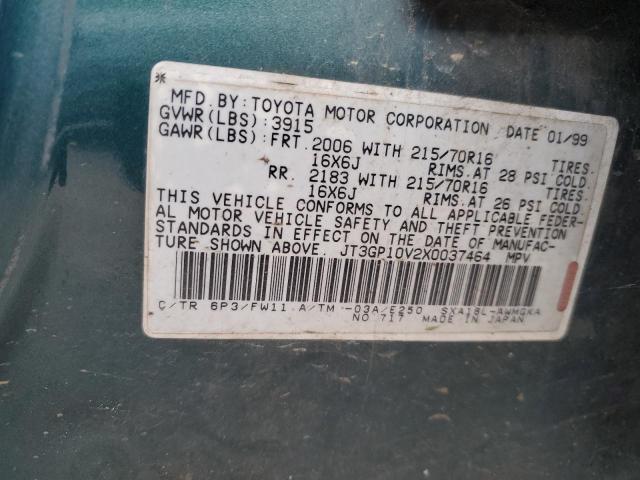 MFD. BY: TOYOTA MOTOR CORPORATION DATE 01/99
GVWR(LBS): 3915
GAWR(LBS): FRT. 2006 WITH 215/70R16 TIRES.
16X6J RIMS.AT 28 PSI COLD.
RR. 2183 WITH 215/70R16 TIRES.
16X6J RIMS.AT 26 PSI COLD.
THIS VEHICLE CONFORMS TO ALL APPLICABLE FEDER-
AL MOTOR VEHICLE SAFETY AND THEFT PREVENTION
STANDARDS IN EFFECT ON THE DATE OF MANUFAC-
TURE SHOWN ABOVE. JT3GP10V2X0037464 MPV
C/TR 6P3/FW11 A/TM -03A/E250 SXA18L-AWMGKA
NO 717 MADE IN JAPAN